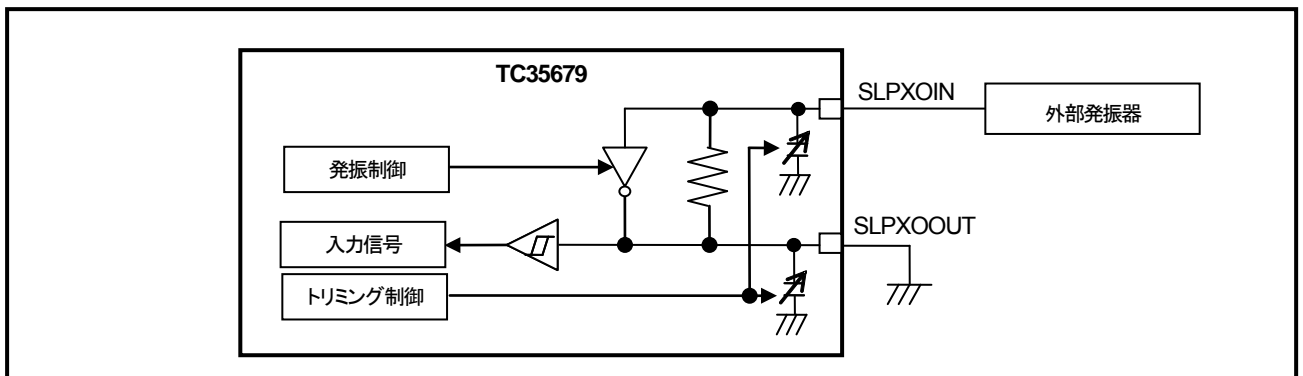 TC35679
SLPXOIN
外部発振器
発振制御
SLPXOOUT
入力信号
トリミング制御